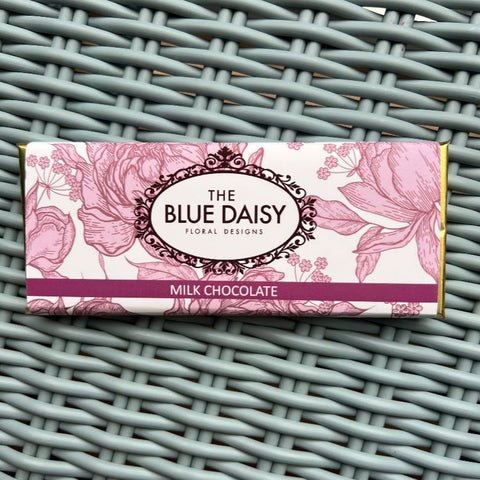 THE
BLUE DAISY
FLORAL DESIGNS
MILK CHOCOLATE